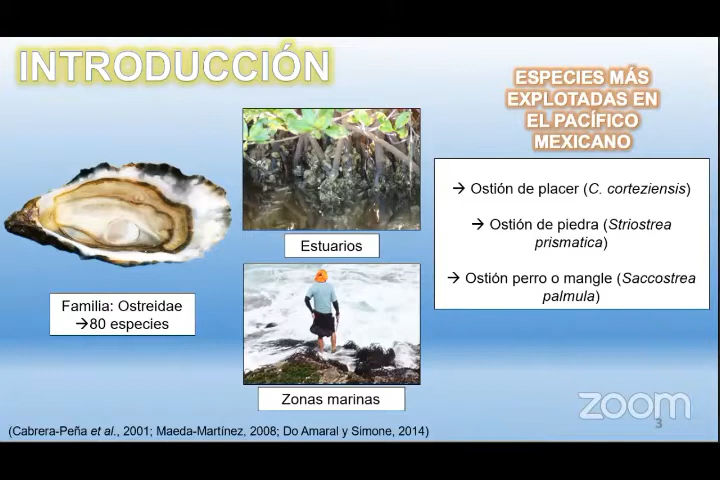 INTRODUCCIÓN
ESPECIES MÁS
EXPLOTADAS EN
EL PACÍFICO
MEXICANO
→ Ostión de placer (C. corteziensis)
→ Ostión de piedra (Striostrea
prismatica)
→ Ostión perro o mangle (Saccostrea
palmula)
Estuarios
Familia: Ostreidae
→80 especies
Zonas marinas
zoom
3
(Cabrera-Peña et al., 2001; Maeda-Martínez, 2008; Do Amaral y Simone, 2014)